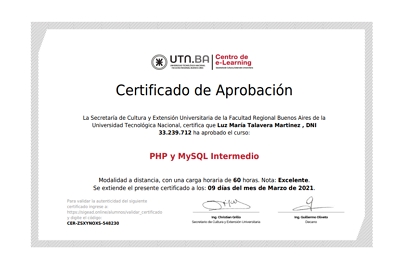 UTN.BA
Centro de
e-Learning
Certificado de Aprobación
La Secretaría de Cultura y Extensión Universitaria de la Facultad Regional Buenos Aires de la
Universidad Tecnológica Nacional, certifica que Luz María Talavera Martinez , DNI
33.239.712 ha aprobado el curso:
PHP y MySQL Intermedio
Modalidad a distancia, con una carga horaria de 60 horas. Nota: Excelente.
Se extiende el presente certificado a los: 09 días del mes de Marzo de 2021.
Para validar la autenticidad del siguiente
certificado ingrese a
y digite el código:
CER-ZSXYNOXS-548230
Ing. Christian Grillo
Secretario de Cultura y Extensión Universitaria
Ing. Guillermo Oliveto
Decano